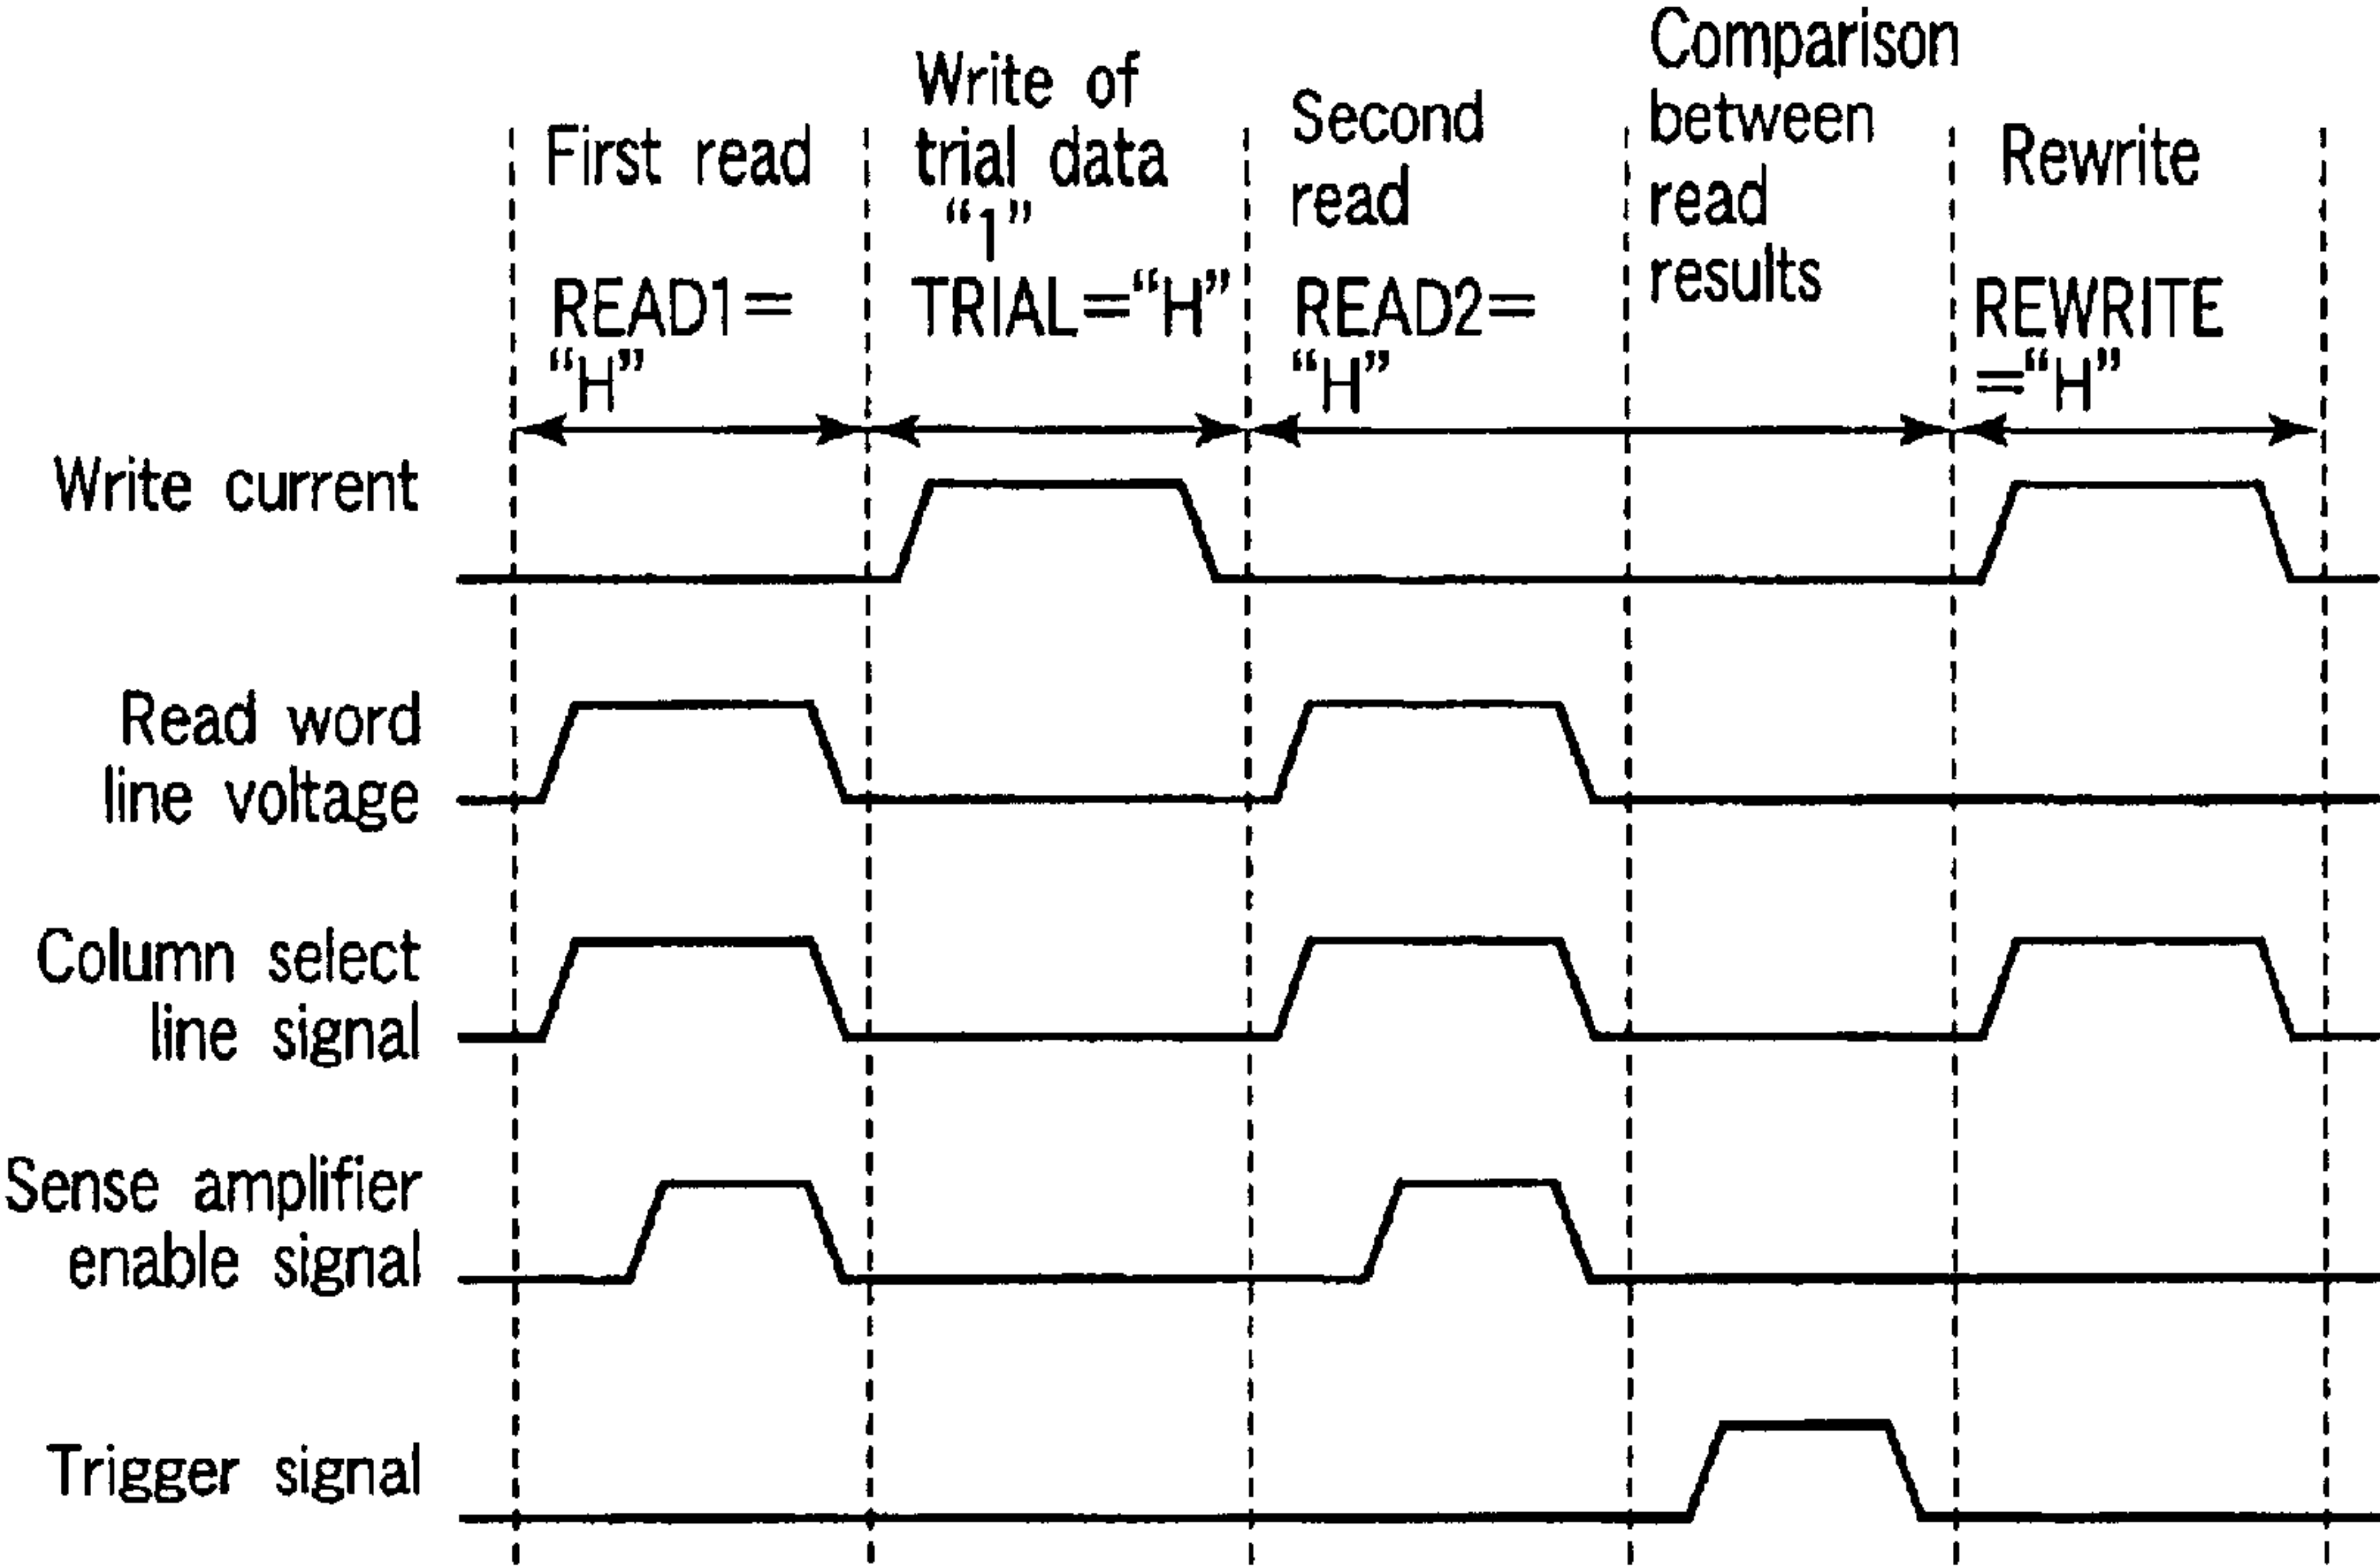 First read
READ1=
“H”
Write of
trial data
“1”
TRIAL=“H”
Second
read
READ2=
“H”
Comparison
between
read
results
Rewrite
REWRITE
=“H”
Write current
Read word
line voltage
Column select
line signal
Sense amplifier
enable signal
Trigger signal